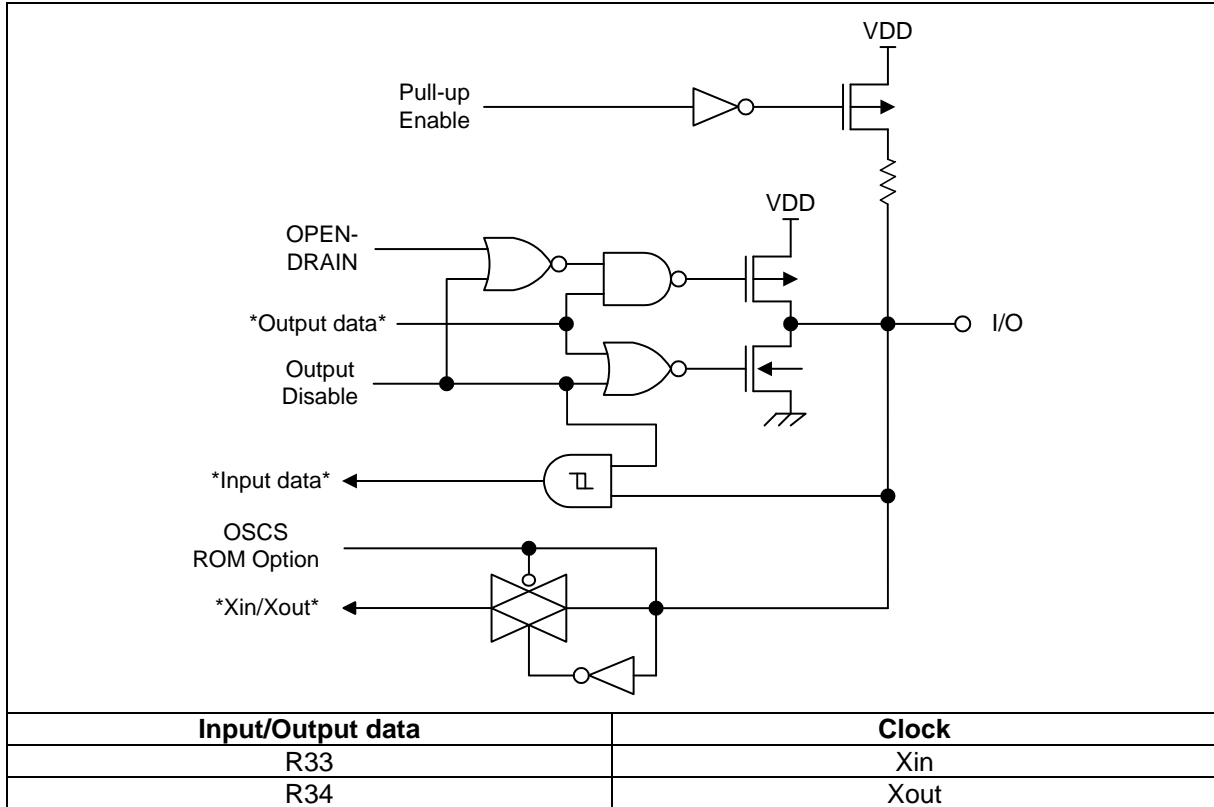 VDD
Pull-up
Enable
VDD
OPEN-
DRAIN
*Output data*
I/O
Output
Disable
*Input data*
OSCS
ROM Option
*Xin/Xout*
Input/Output data Clock
R33 Xin
R34 Xout